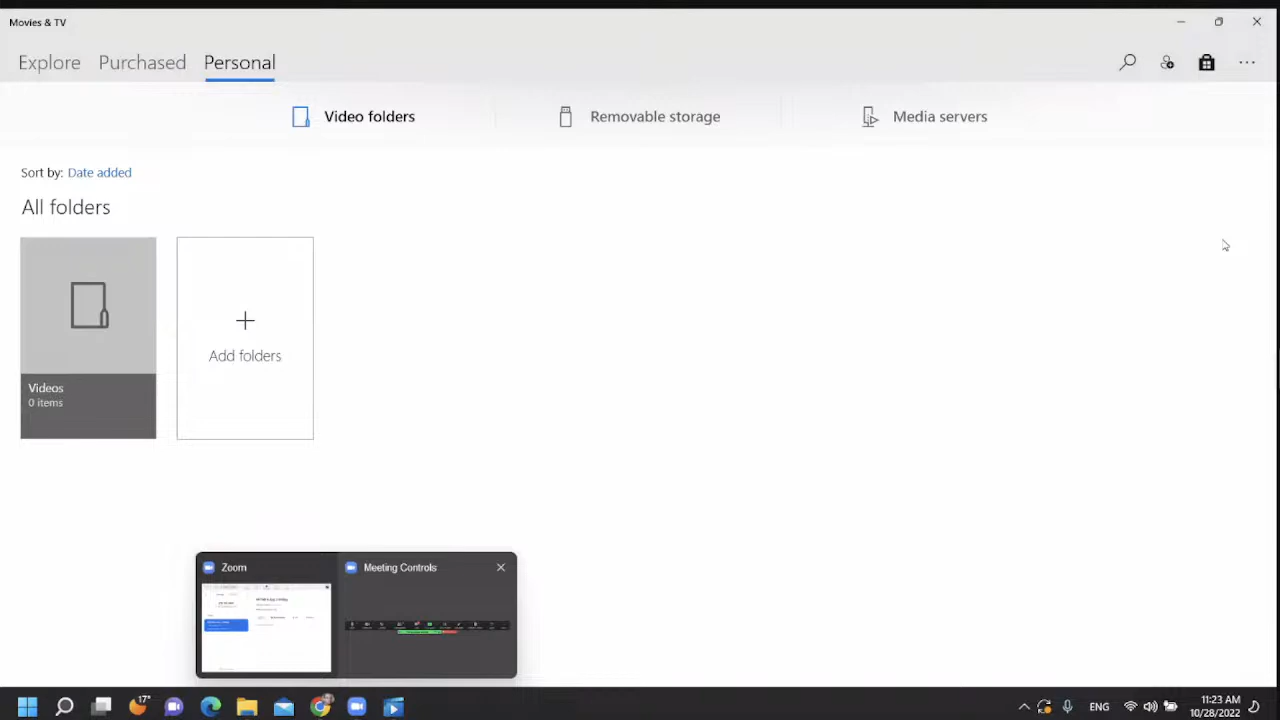 Movies & TV
Explore Purchased Personal
Video folders Removable storage Media servers
Sort by: Date added
All folders
Add folders
Videos
0 items
Zoom Meeting Controls
17°
ENG
11:23 AM
10/28/2022